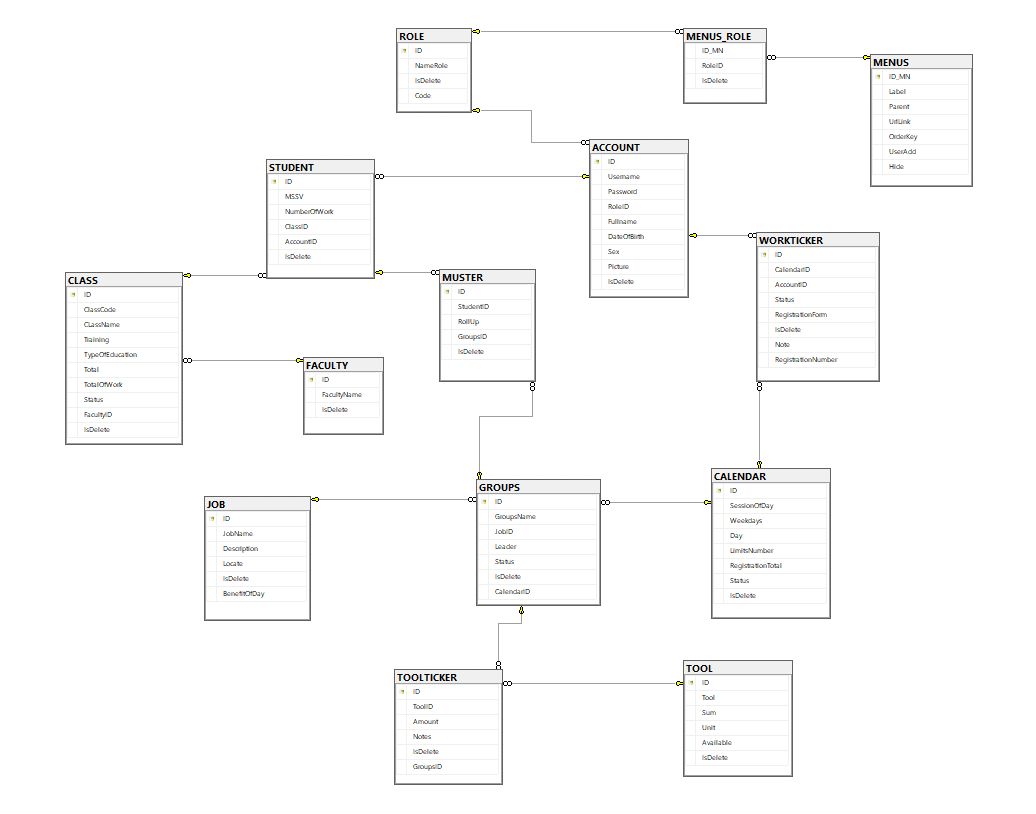 ROLE
ID
NameRole
IsDelete
Code
MENUS_ROLE
ID_MN
RoleID
IsDelete
MENUS
ID_MN
Label
Parent
UrlLink
OrderKey
UserAdd
Hide
ACCOUNT
ID
Username
Password
RoleID
Fullname
DateOfBirth
Sex
Picture
IsDelete
STUDENT
ID
MSSV
NumberOfWork
ClassID
AccountID
IsDelete
WORKTICKER
ID
CalendarID
AccountID
Status
RegistrationForm
IsDelete
Note
RegistrationNumber
CLASS
ID
ClassCode
CLassName
Training
TypeOfEducation
Total
TotalOfWork
Status
FacultyID
IsDelete
MUSTER
ID
StudentID
RollUp
GroupsID
IsDelete
FACULTY
ID
FacultyName
IsDelete
JOB
ID
JobName
Description
Locate
IsDelete
BenefitOfDay
GROUPS
ID
GroupsName
JobID
Leader
Status
IsDelete
CalendarID
CALENDAR
ID
SessionOfDay
Weekdays
Day
LimitsNumber
RegistrationTotal
Status
IsDelete
TOOLTICKER
ID
ToolID
Amount
Notes
IsDelete
GroupsID
TOOL
ID
Tool
Sum
Unit
Available
IsDelete